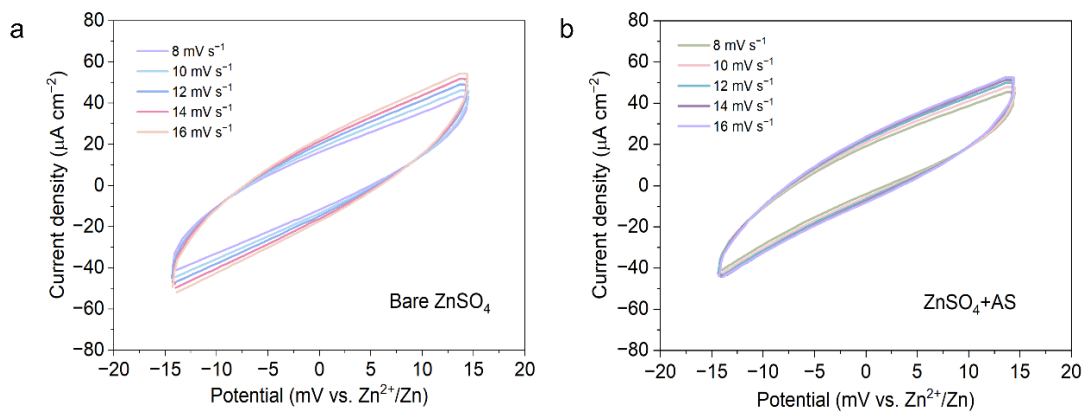 a
80
60
40
20
0
−20
−40
−60
−80
Current density (μA cm⁻²)
8 mV s⁻¹
10 mV s⁻¹
12 mV s⁻¹
14 mV s⁻¹
16 mV s⁻¹
Bare ZnSO₄
−20 −15 −10 −5 0 5 10 15 20
Potential (mV vs. Zn²⁺/Zn)
b
80
60
40
20
0
−20
−40
−60
−80
Current density (μA cm⁻²)
8 mV s⁻¹
10 mV s⁻¹
12 mV s⁻¹
14 mV s⁻¹
16 mV s⁻¹
ZnSO₄+AS
−20 −15 −10 −5 0 5 10 15 20
Potential (mV vs. Zn²⁺/Zn)